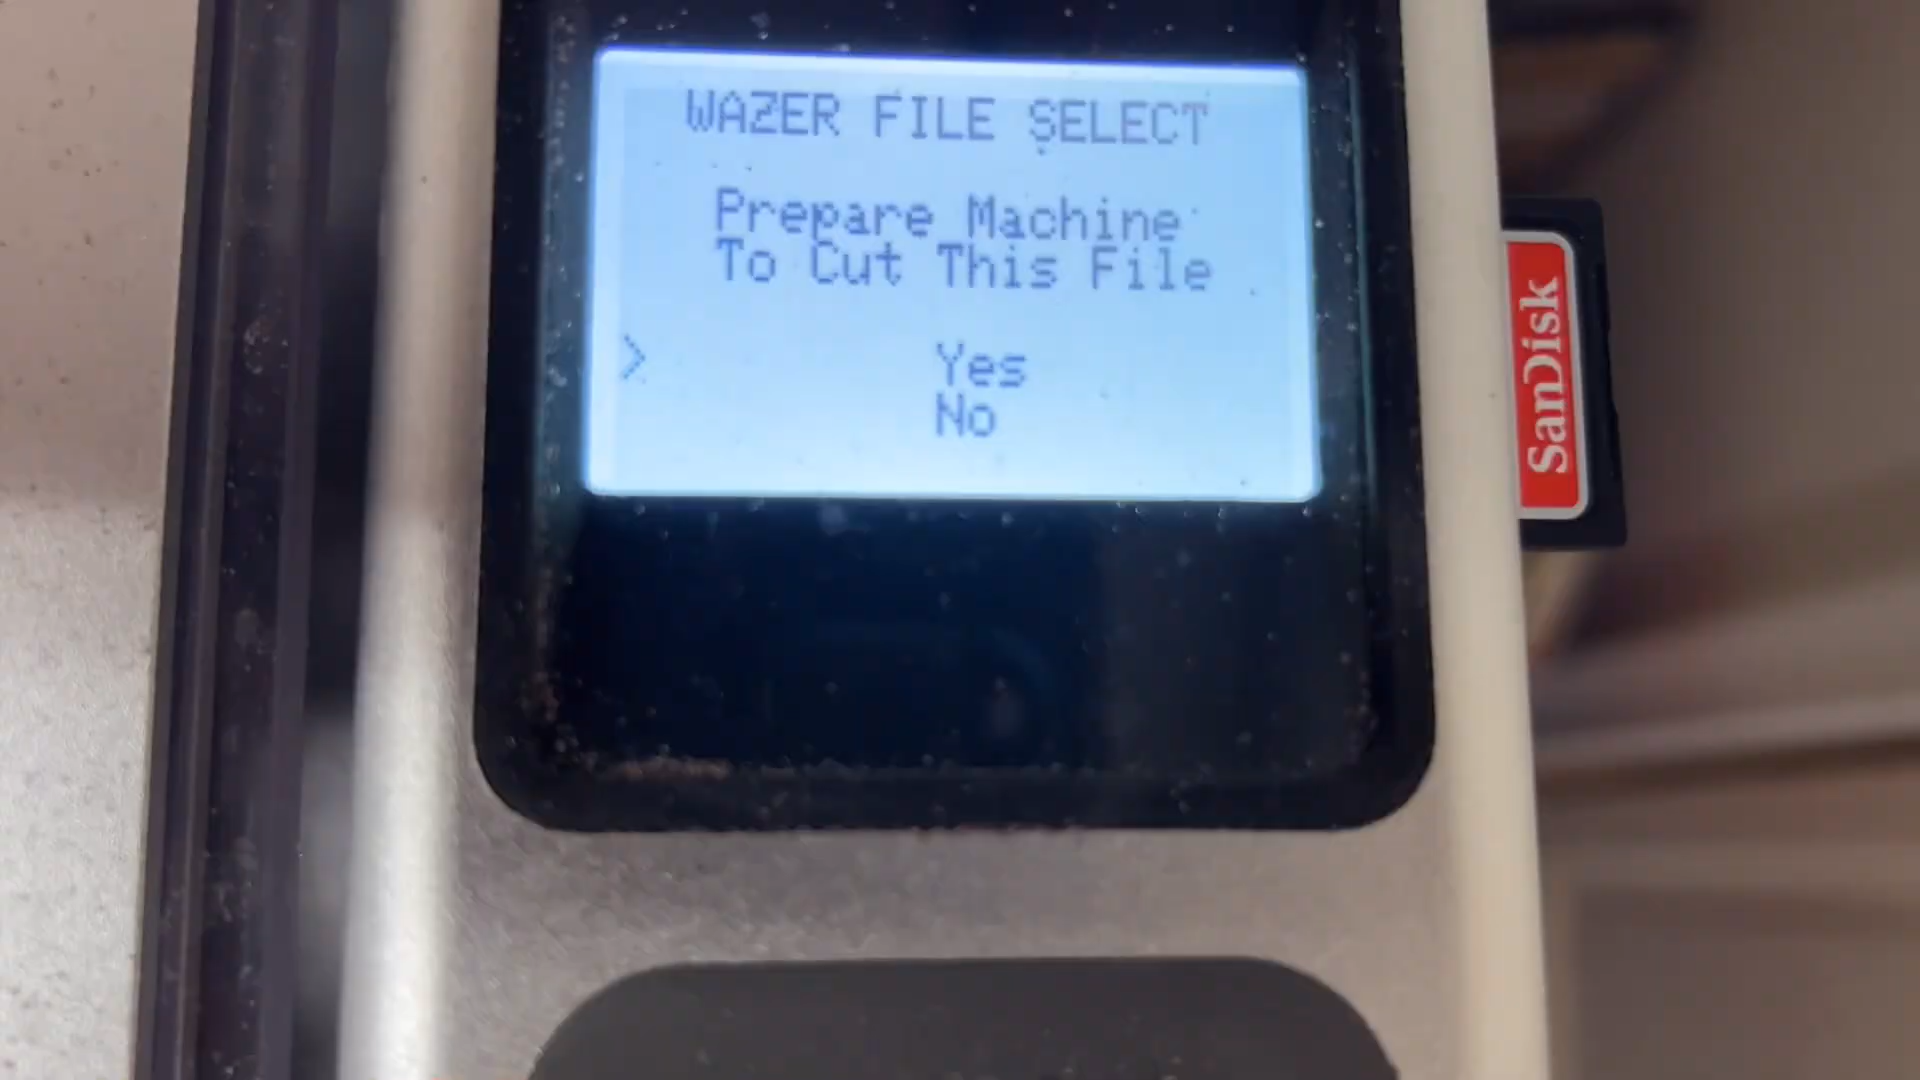 WAZER FILE SELECT
Prepare Machine
To Cut This File
> Yes
No
SanDisk